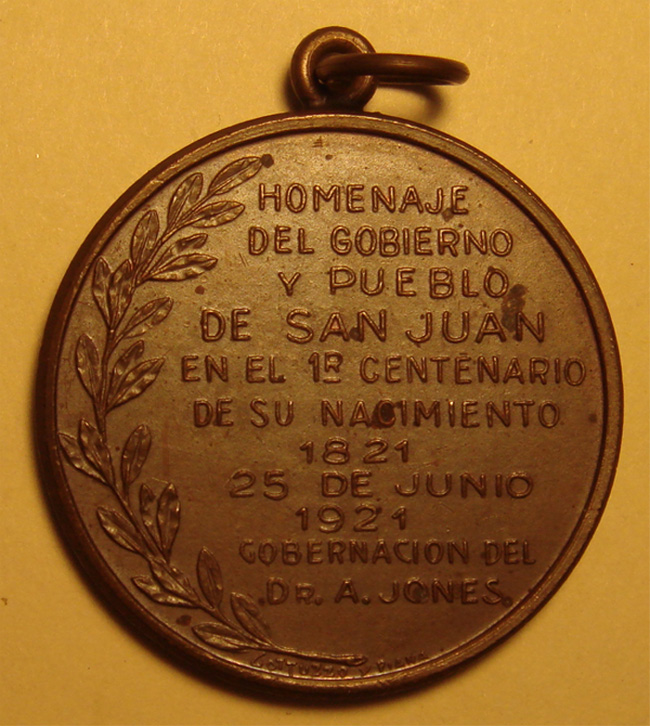 HOMENAJE
DEL GOBIERNO
Y PUEBLO
DE SAN JUAN
EN EL 1R CENTENARIO
DE SU NACIMIENTO
1821
25 DE JUNIO
1921
GOBERNACION DEL
DR. A. JONES